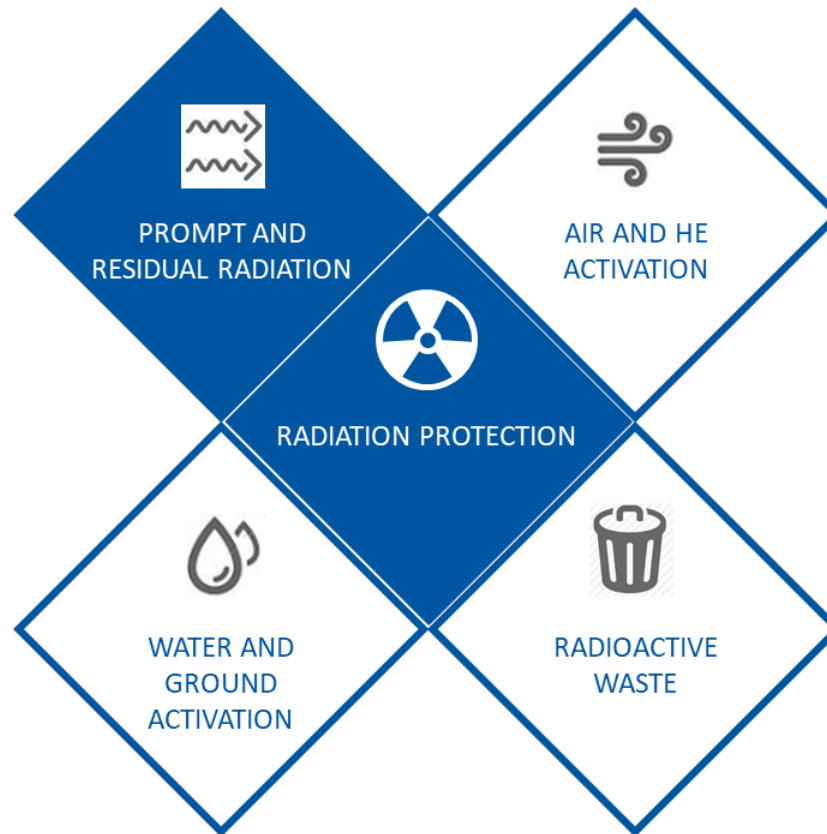 PROMPT AND
RESIDUAL RADIATION
AIR AND HE
ACTIVATION
RADIATION PROTECTION
WATER AND
GROUND
ACTIVATION
RADIOACTIVE
WASTE